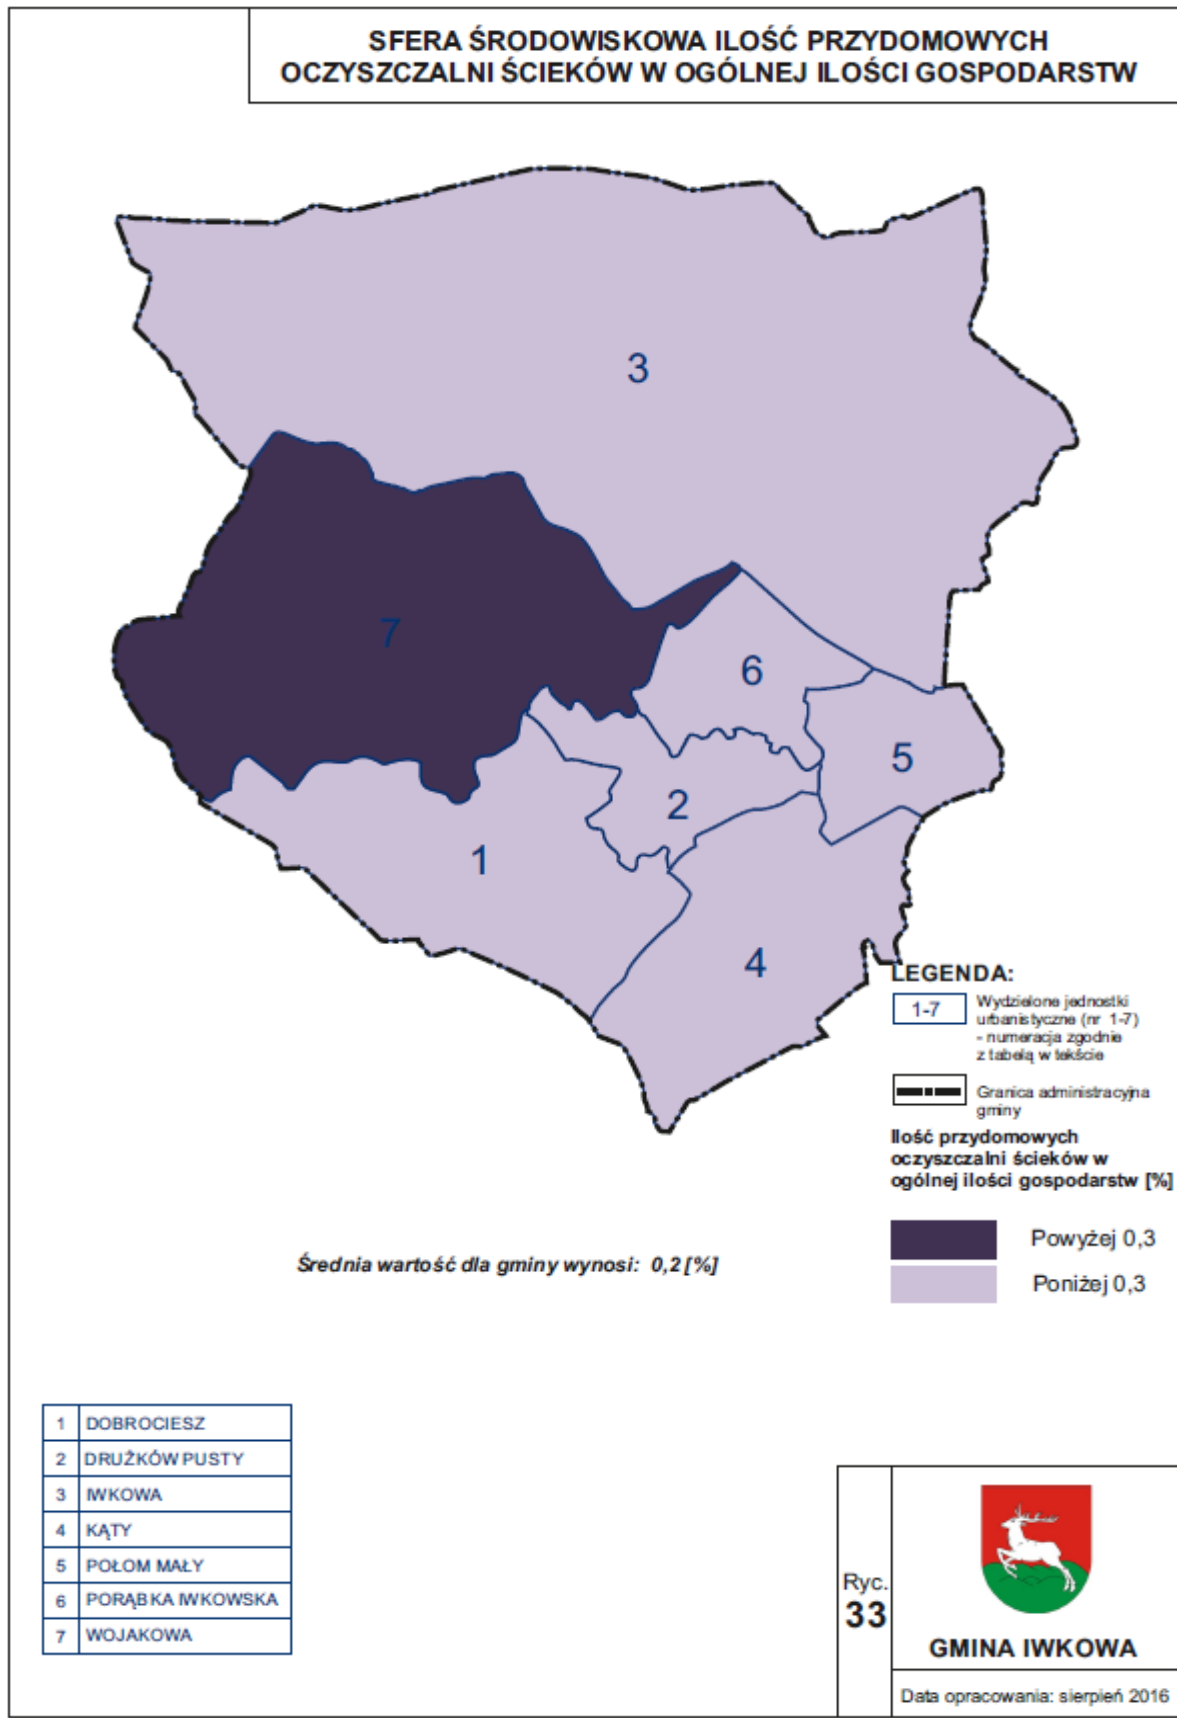 SFERA ŚRODOWISKOWA ILOŚĆ PRZYDOMOWYCH
OCZYSZCZALNI ŚCIEKÓW W OGÓLNEJ ILOŚCI GOSPODARSTW
3
7
6
5
2
1
4
LEGENDA:
1-7
Wydzielone jednostki
urbanistyczne (nr 1-7)
- numeracja zgodnie
z tabelą w tekście
Granica administracyjna
gminy
Ilość przydomowych
oczyszczalni ścieków w
ogólnej ilości gospodarstw [%]
Powyżej 0,3
Poniżej 0,3
Średnia wartość dla gminy wynosi: 0,2 [%]
1 DOBROCIESZ
2 DRUŻKÓW PUSTY
3 IWKOWA
4 KĄTY
5 POŁOM MAŁY
6 PORĄBKA IWKOWSKA
7 WOJAKOWA
Ryc.
33
GMINA IWKOWA
Data opracowania: sierpień 2016